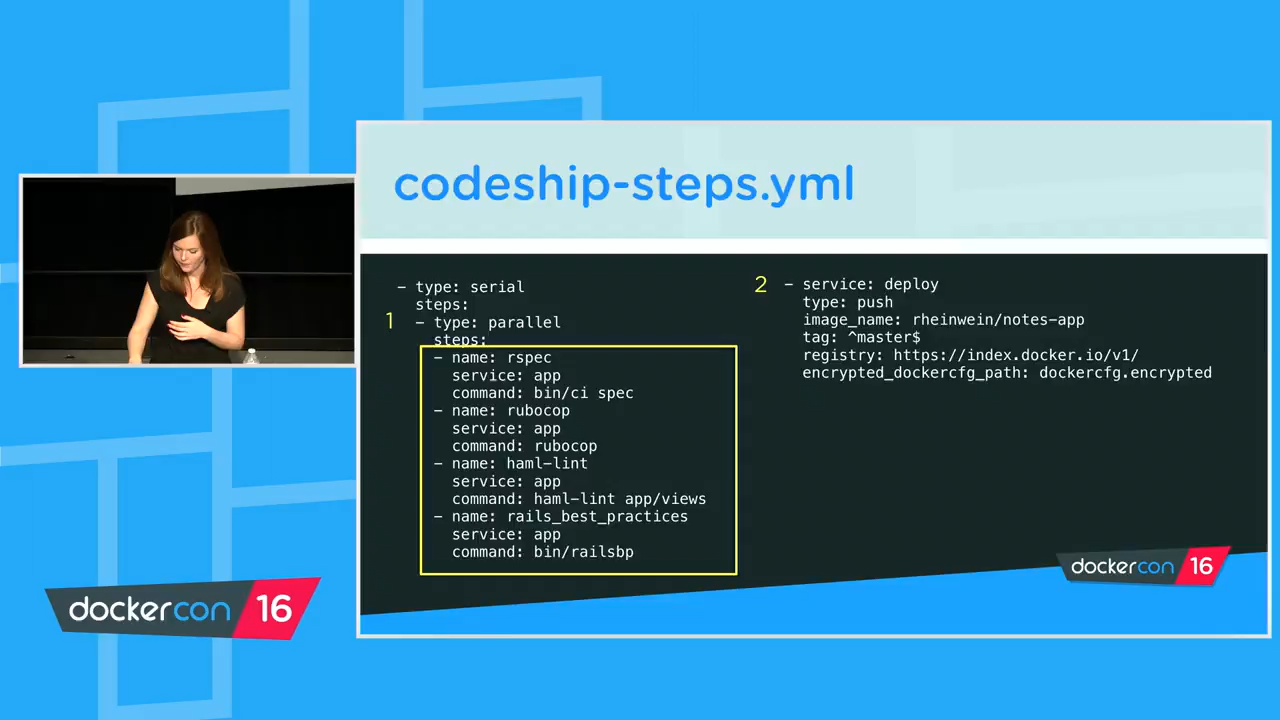 codeship-steps.yml
- type: serial
steps:
1
- type: parallel
steps:
- name: rspec
service: app
command: bin/ci spec
- name: rubocop
service: app
command: rubocop
- name: haml-lint
service: app
command: haml-lint app/views
- name: rails_best_practices
service: app
command: bin/railsbp
2
- service: deploy
type: push
image_name: rheinwein/notes-app
tag: ^master$
registry: https://index.docker.io/v1/
encrypted_dockercfg_path: dockercfg.encrypted
dockercon 16
dockercon 16